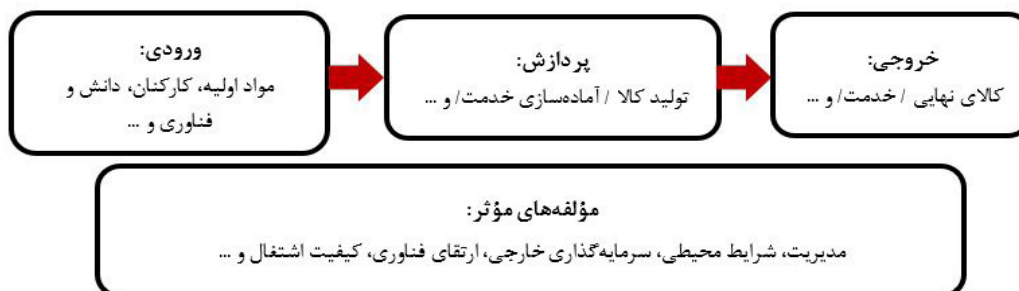 ورودی:
مواد اولیه، کارکنان، دانش و
فناوری و ...
پردازش:
تولید کالا / آماده‌سازی خدمت/ و ...
خروجی:
کالای نهایی / خدمت/ و ...
مؤلفه‌های مؤثر:
مدیریت، شرایط محیطی، سرمایه‌گذاری خارجی، ارتقای فناوری، کیفیت اشتغال و ...